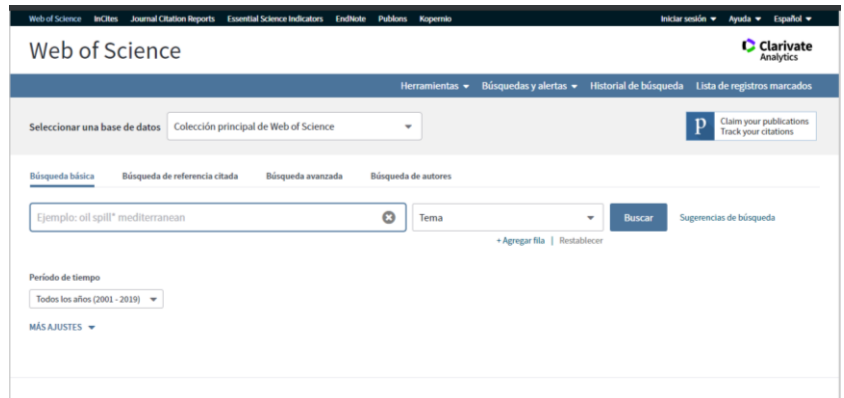 Web of Science InCites Journal Citation Reports Essential Science Indicators EndNote Publons Kopernio Iniciar sesión Ayuda Español
Web of Science
Clarivate
Analytics
Herramientas Búsquedas y alertas Historial de búsqueda Lista de registros marcados
Seleccionar una base de datos Colección principal de Web of Science
p Claim your publications
Track your citations
Búsqueda básica Búsqueda de referencia citada Búsqueda avanzada Búsqueda de autores
Ejemplo: oil spill* mediterranean Tema Buscar Sugerencias de búsqueda
+ Agregar fila | Restablecer
Período de tiempo
Todos los años (2001 - 2019)
MÁS AJUSTES